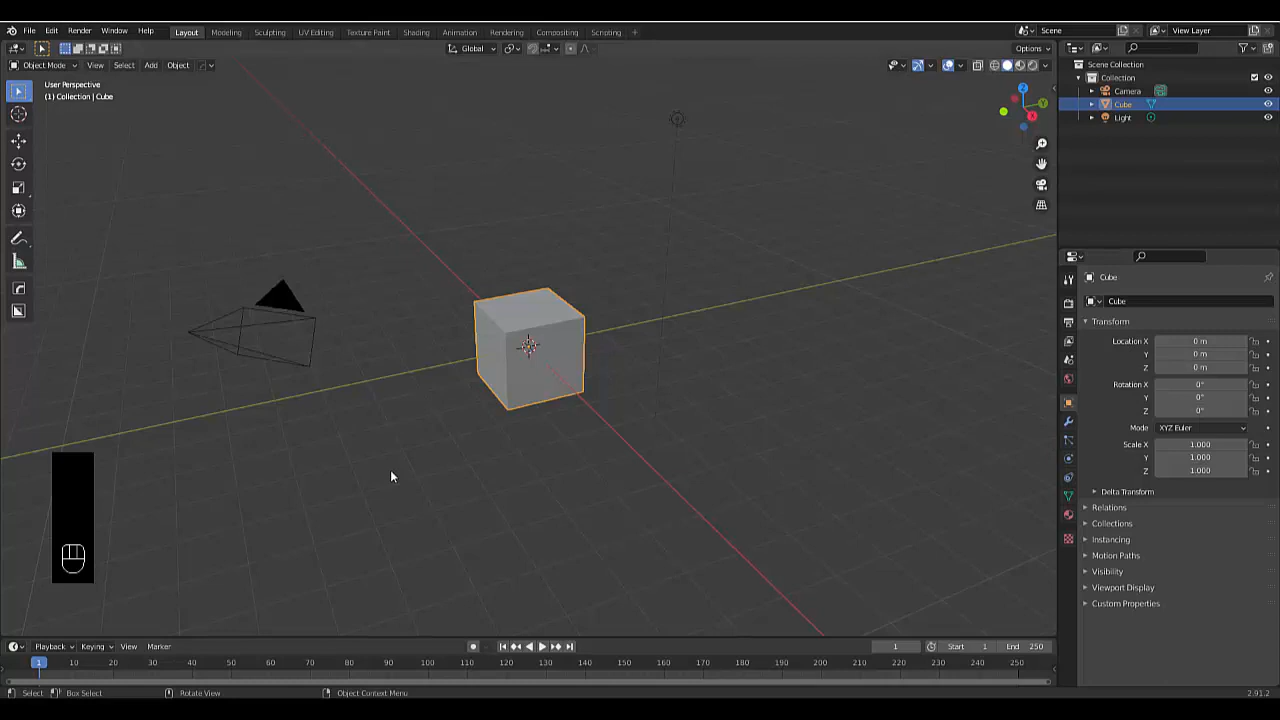 File Edit Render Window Help Layout Modeling Sculpting UV Editing Texture Paint Shading Animation Rendering Compositing Scripting + Scene View Layer
Global Options
Object Mode View Select Add Object
User Perspective
(1) Collection | Cube
Z
Y
X
Scene Collection
Collection
Camera
Cube
Light
Cube
Cube
Transform
Location X 0 m
Y 0 m
Z 0 m
Rotation X 0°
Y 0°
Z 0°
Mode XYZ Euler
Scale X 1.000
Y 1.000
Z 1.000
Delta Transform
Relations
Collections
Instancing
Motion Paths
Visibility
Viewport Display
Custom Properties
Playback Keying View Marker 1 Start 1 End 250
1 10 20 30 40 50 60 70 80 90 100 110 120 130 140 150 160 170 180 190 200 210 220 230 240 250
Select Box Select Rotate View Object Context Menu 2.91.2